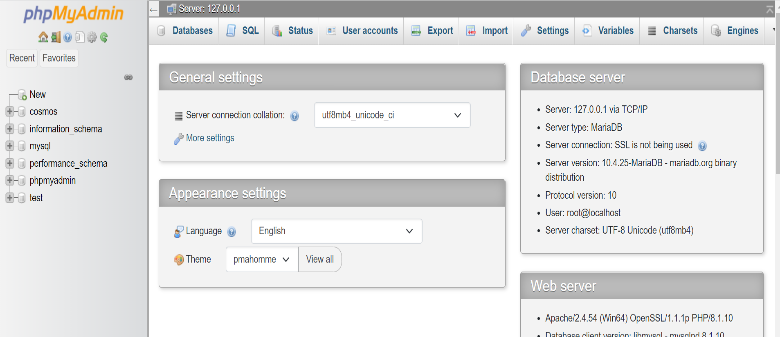 phpMyAdmin
Recent Favorites
New
cosmos
information_schema
mysql
performance_schema
phpmyadmin
test
Server: 127.0.0.1
Databases SQL Status User accounts Export Import Settings Variables Charsets Engines
General settings
Server connection collation: utf8mb4_unicode_ci
More settings
Appearance settings
Language English
Theme pmahomme View all
Database server
Server: 127.0.0.1 via TCP/IP
Server type: MariaDB
Server connection: SSL is not being used
Server version: 10.4.25-MariaDB - mariadb.org binary
distribution
Protocol version: 10
User: root@localhost
Server charset: UTF-8 Unicode (utf8mb4)
Web server
Apache/2.4.54 (Win64) OpenSSL/1.1.1p PHP/8.1.10
Database client version: libmysql - mysqlnd 8.1.10